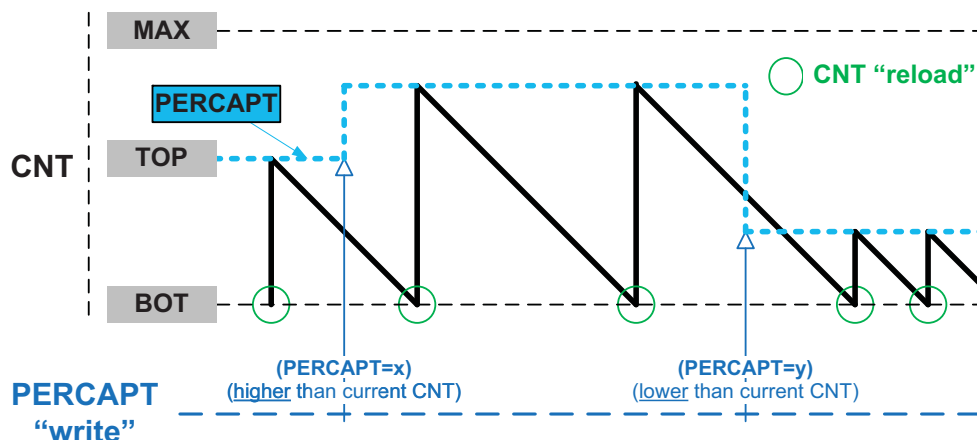 MAX
CNT “reload”
PERCAPT
CNT
TOP
BOT
(PERCAPT=x)
(higher than current CNT)
(PERCAPT=y)
(lower than current CNT)
PERCAPT
“write”